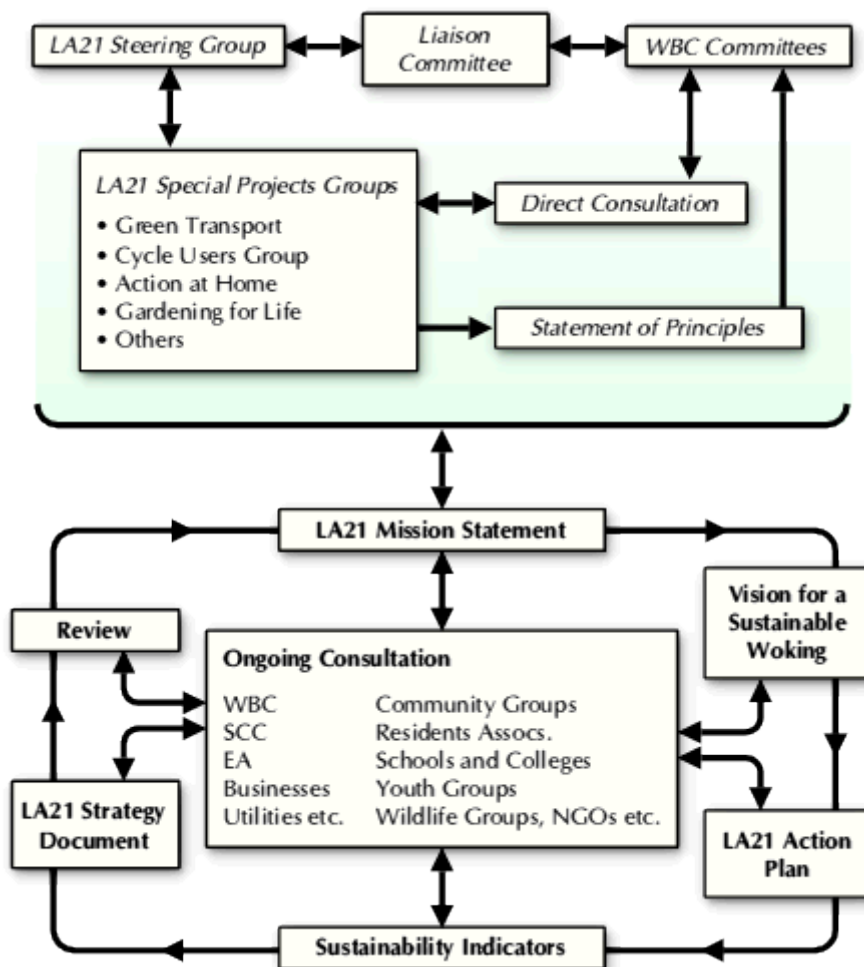 LA21 Steering Group
Liaison
Committee
WBC Committees
LA21 Special Projects Groups
• Green Transport
• Cycle Users Group
• Action at Home
• Gardening for Life
• Others
Direct Consultation
Statement of Principles
LA21 Mission Statement
Review
Vision for a
Sustainable
Woking
Ongoing Consultation
WBC Community Groups
SCC Residents Assocs.
EA Schools and Colleges
Businesses Youth Groups
Utilities etc. Wildlife Groups, NGOs etc.
LA21 Strategy
Document
LA21 Action
Plan
Sustainability Indicators